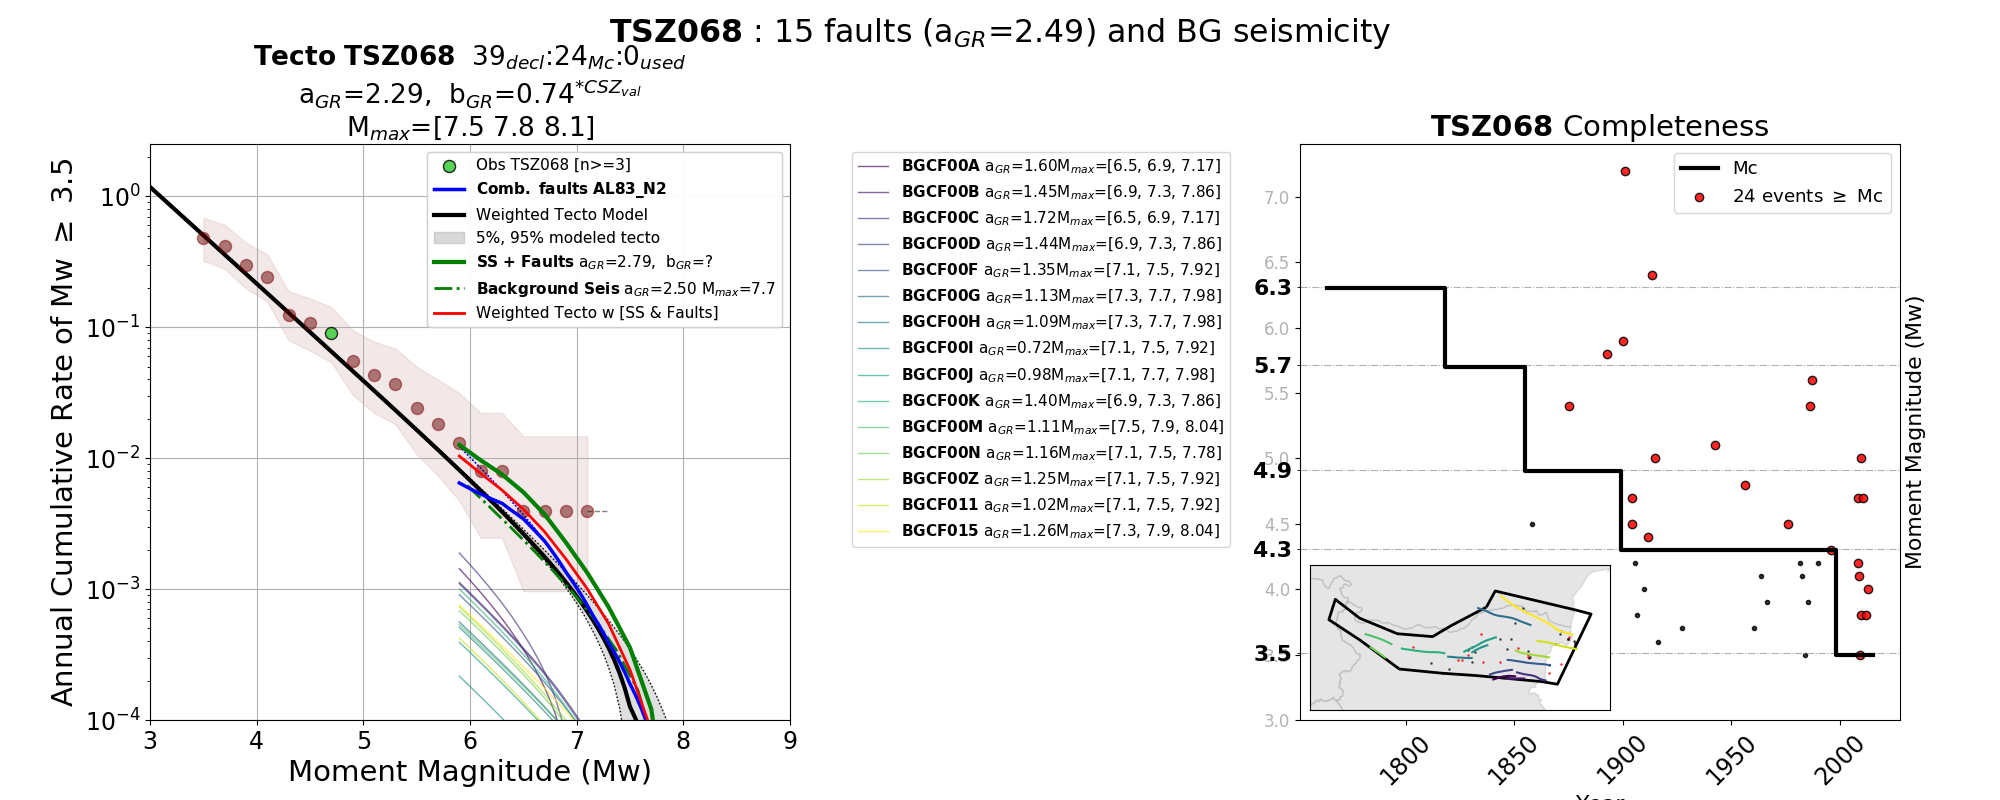 TSZ068 : 15 faults (aGR=2.49) and BG seismicity
Tecto TSZ068 39decl:24Mc:0used
aGR=2.29, bGR=0.74*CSZval
Mmax=[7.5 7.8 8.1]
Annual Cumulative Rate of Mw ≥ 3.5
10^0
10^-1
10^-2
10^-3
10^-4
3 4 5 6 7 8 9
Moment Magnitude (Mw)
Obs TSZ068 [n>=3]
Comb. faults AL83_N2
Weighted Tecto Model
5%, 95% modeled tecto
SS + Faults aGR=2.79, bGR=?
Background Seis aGR=2.50 Mmax=7.7
Weighted Tecto w [SS & Faults]
BGCF00A aGR=1.60Mmax=[6.5, 6.9, 7.17]
BGCF00B aGR=1.45Mmax=[6.9, 7.3, 7.86]
BGCF00C aGR=1.72Mmax=[6.5, 6.9, 7.17]
BGCF00D aGR=1.44Mmax=[6.9, 7.3, 7.86]
BGCF00F aGR=1.35Mmax=[7.1, 7.5, 7.92]
BGCF00G aGR=1.13Mmax=[7.3, 7.7, 7.98]
BGCF00H aGR=1.09Mmax=[7.3, 7.7, 7.98]
BGCF00I aGR=0.72Mmax=[7.1, 7.5, 7.92]
BGCF00J aGR=0.98Mmax=[7.1, 7.7, 7.98]
BGCF00K aGR=1.40Mmax=[6.9, 7.3, 7.86]
BGCF00M aGR=1.11Mmax=[7.5, 7.9, 8.04]
BGCF00N aGR=1.16Mmax=[7.1, 7.5, 7.78]
BGCF00Z aGR=1.25Mmax=[7.1, 7.5, 7.92]
BGCF011 aGR=1.02Mmax=[7.1, 7.5, 7.92]
BGCF015 aGR=1.26Mmax=[7.3, 7.9, 8.04]
TSZ068 Completeness
Mc
24 events ≥ Mc
7.0
6.5
6.3
6.0
5.7
5.5
5.0
4.9
4.5
4.3
4.0
3.5
3.5
3.0
1800 1850 1900 1950 2000
Moment Magnitude (Mw)
Year